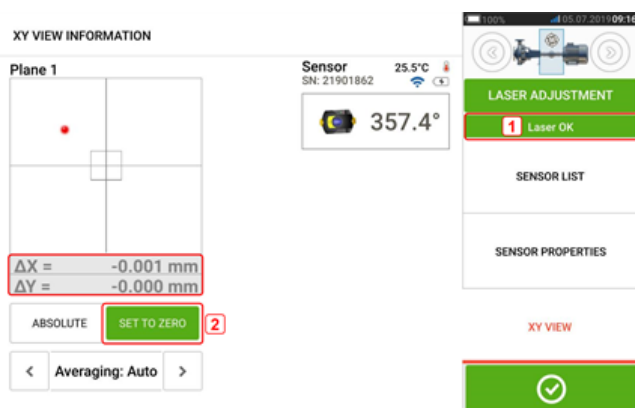 XY VIEW INFORMATION
Plane 1
ΔX = -0.001 mm
ΔY = -0.000 mm
ABSOLUTE
SET TO ZERO
2
< Averaging: Auto >
Sensor 25.5°C
SN: 21901862
357.4°
100% 05.07.2019 09:16
LASER ADJUSTMENT
1 Laser OK
SENSOR LIST
SENSOR PROPERTIES
XY VIEW